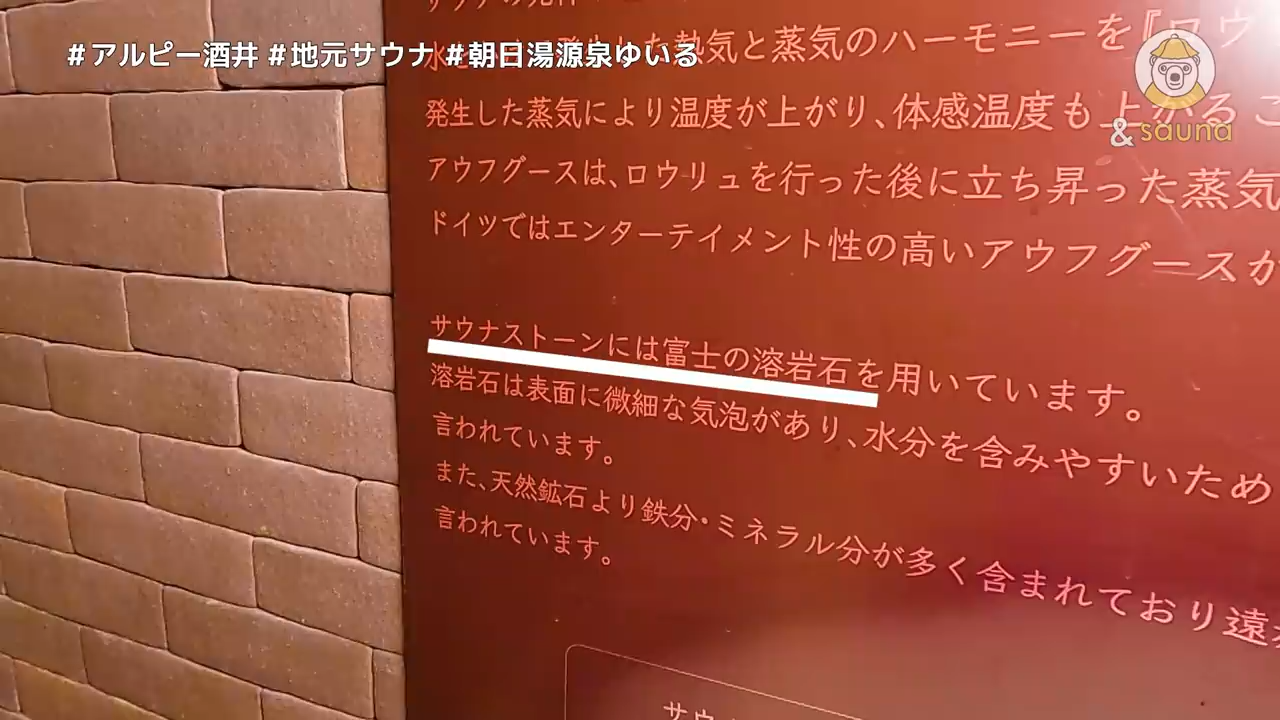 #アルピー酒井 #地元サウナ #朝日湯源泉ゆいる
& sauna
熱気と蒸気のハーモニーを『ロウ
発生した蒸気により温度が上がり、体感温度も上がるこ
アウフグースは、ロウリュを行った後に立ち昇った蒸気
ドイツではエンターテイメント性の高いアウフグースが
サウナストーンには富士の溶岩石を用いています。
溶岩石は表面に微細な気泡があり、水分を含みやすいため
言われています。
また、天然鉱石より鉄分・ミネラル分が多く含まれており遠
言われています。
サウ